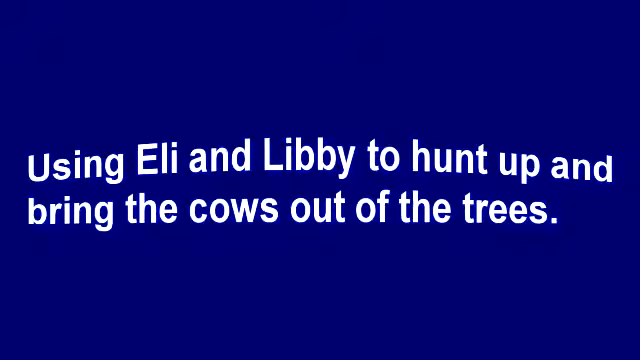 Using Eli and Libby to hunt up and
bring the cows out of the trees.